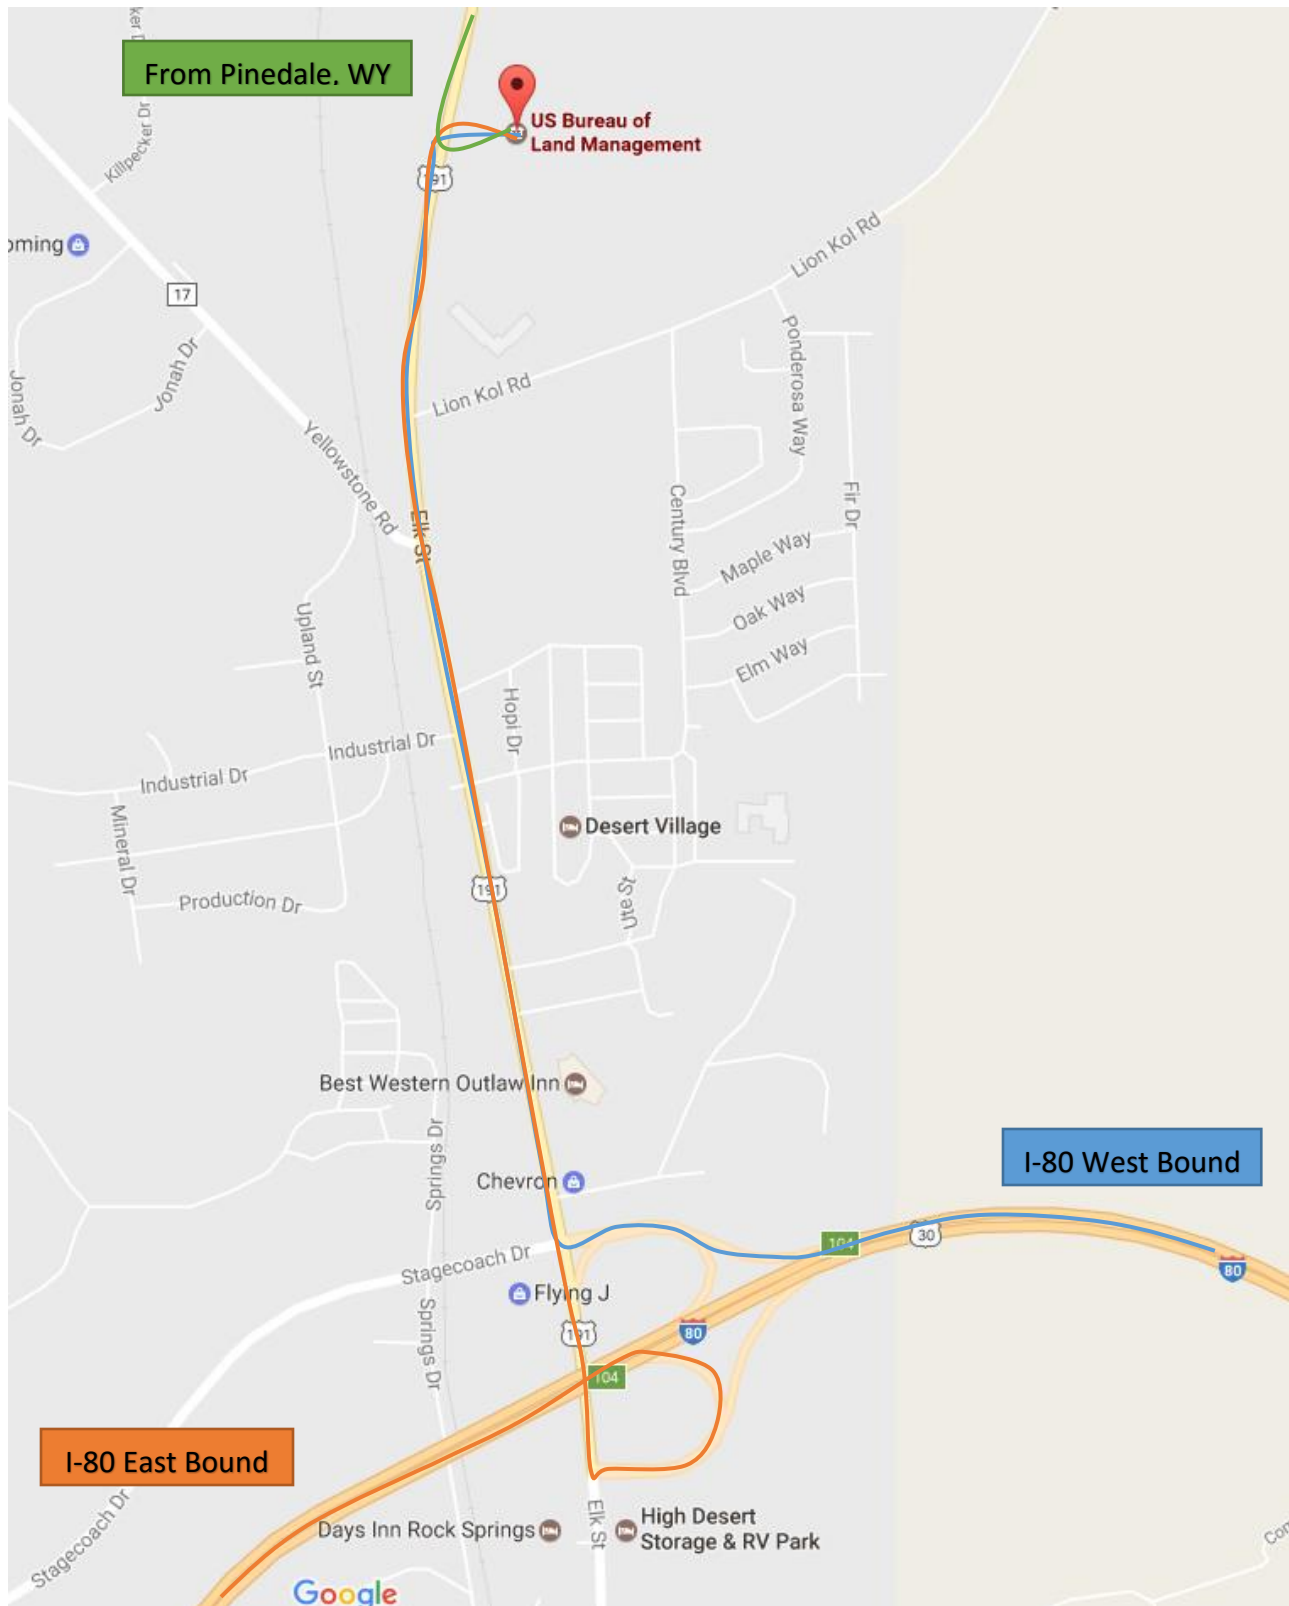 ker D
From Pinedale. WY
US Bureau of
Land Management
Killpecker Dr
191
oming
Lion Kol Rd
17
Ponderosa Way
Jonah Dr
Jonah Dr
Lion Kol Rd
Yellowstone Rd
Century Blvd
Fir Dr
Elk St
Maple Way
Oak Way
Upland St
Elm Way
Hopi Dr
Industrial Dr
Industrial Dr
Mineral Dr
Desert Village
191
Ute St
Production Dr
Best Western Outlaw Inn
Springs Dr
I-80 West Bound
Chevron
104
30
Stagecoach Dr
80
Flying J
191
80
Springs Dr
104
I-80 East Bound
Stagecoach Dr
Days Inn Rock Springs
Elk St
High Desert
Storage & RV Park
Com
Google